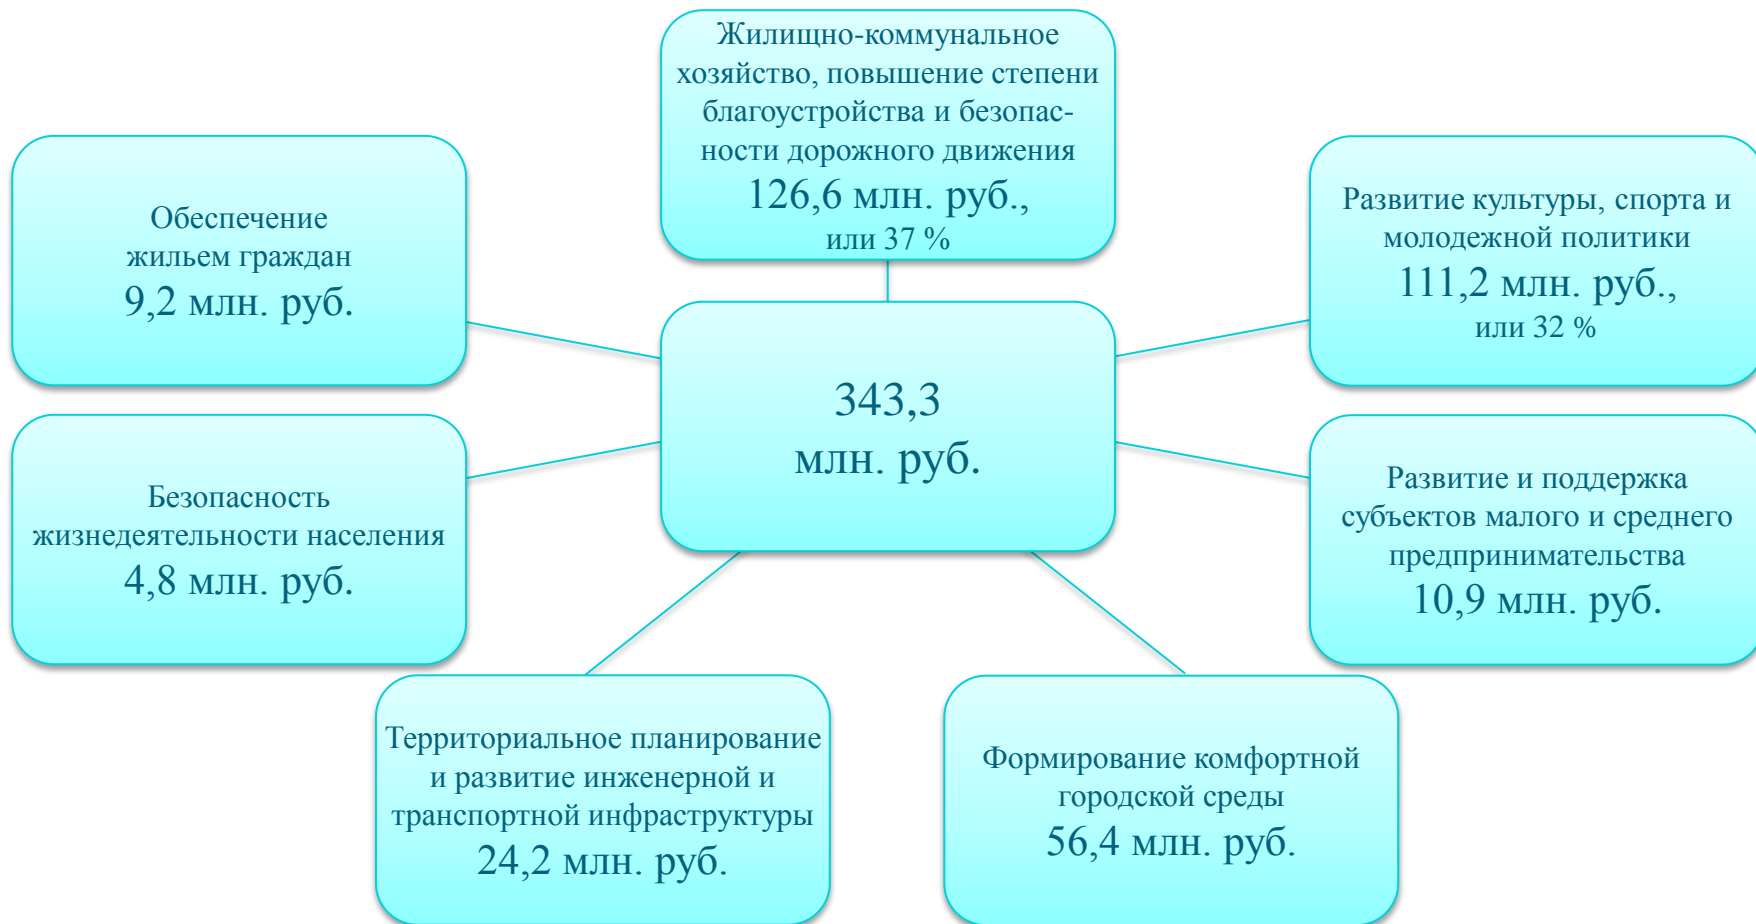 Жилищно-коммунальное
хозяйство, повышение степени
благоустройства и безопас-
ности дорожного движения
126,6 млн. руб.,
или 37 %
Обеспечение
жильем граждан
9,2 млн. руб.
Развитие культуры, спорта и
молодежной политики
111,2 млн. руб.,
или 32 %
343,3
млн. руб.
Безопасность
жизнедеятельности населения
4,8 млн. руб.
Развитие и поддержка
субъектов малого и среднего
предпринимательства
10,9 млн. руб.
Территориальное планирование
и развитие инженерной и
транспортной инфраструктуры
24,2 млн. руб.
Формирование комфортной
городской среды
56,4 млн. руб.